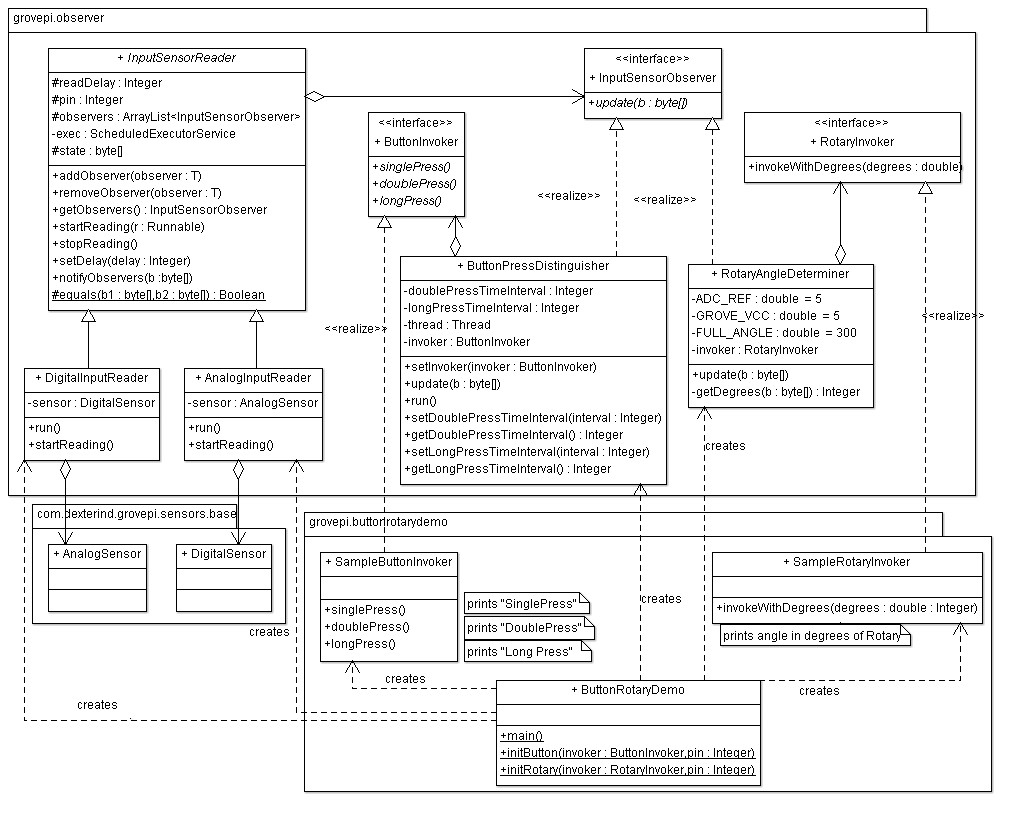 grovepi.observer
+ InputSensorReader
#readDelay : Integer
#pin : Integer
#observers : ArrayList<InputSensorObserver>
-exec : ScheduledExecutorService
#state : byte[]
+addObserver(observer : T)
+removeObserver(observer : T)
+getObservers() : InputSensorObserver
+startReading(r : Runnable)
+stopReading()
+setDelay(delay : Integer)
+notifyObservers(b :byte[])
#equals(b1 : byte[],b2 : byte[]) : Boolean
<<interface>>
+ InputSensorObserver
+update(b : byte[])
<<interface>>
+ ButtonInvoker
+singlePress()
+doublePress()
+longPress()
<<interface>>
+ RotaryInvoker
+invokeWithDegrees(degrees : double)
<<realize>>
<<realize>>
<<realize>>
<<realize>>
+ ButtonPressDistinguisher
-doublePressTimeInterval : Integer
-longPressTimeInterval : Integer
-thread : Thread
-invoker : ButtonInvoker
+setInvoker(invoker : ButtonInvoker)
+update(b : byte[])
+run()
+setDoublePressTimeInterval(interval : Integer)
+getDoublePressTimeInterval() : Integer
+setLongPressTimeInterval(interval : Integer)
+getLongPressTimeInterval() : Integer
+ RotaryAngleDeterminer
-ADC_REF : double = 5
-GROVE_VCC : double = 5
-FULL_ANGLE : double = 300
-invoker : RotaryInvoker
+update(b : byte[])
-getDegrees(b : byte[]) : Integer
+ DigitalInputReader
-sensor : DigitalSensor
+run()
+startReading()
+ AnalogInputReader
-sensor : AnalogSensor
+run()
+startReading()
creates
com.dexterind.grovepi.sensors.base
+ AnalogSensor
+ DigitalSensor
creates
creates
grovepi.buttonrotarydemo
+ SampleButtonInvoker
+singlePress()
+doublePress()
+longPress()
prints "SinglePress"
prints "DoublePress"
prints "Long Press"
creates
+ SampleRotaryInvoker
+invokeWithDegrees(degrees : double : Integer)
prints angle in degrees of Rotary
creates
creates
+ ButtonRotaryDemo
+main()
+initButton(invoker : ButtonInvoker,pin : Integer)
+initRotary(invoker : RotaryInvoker,pin : Integer)